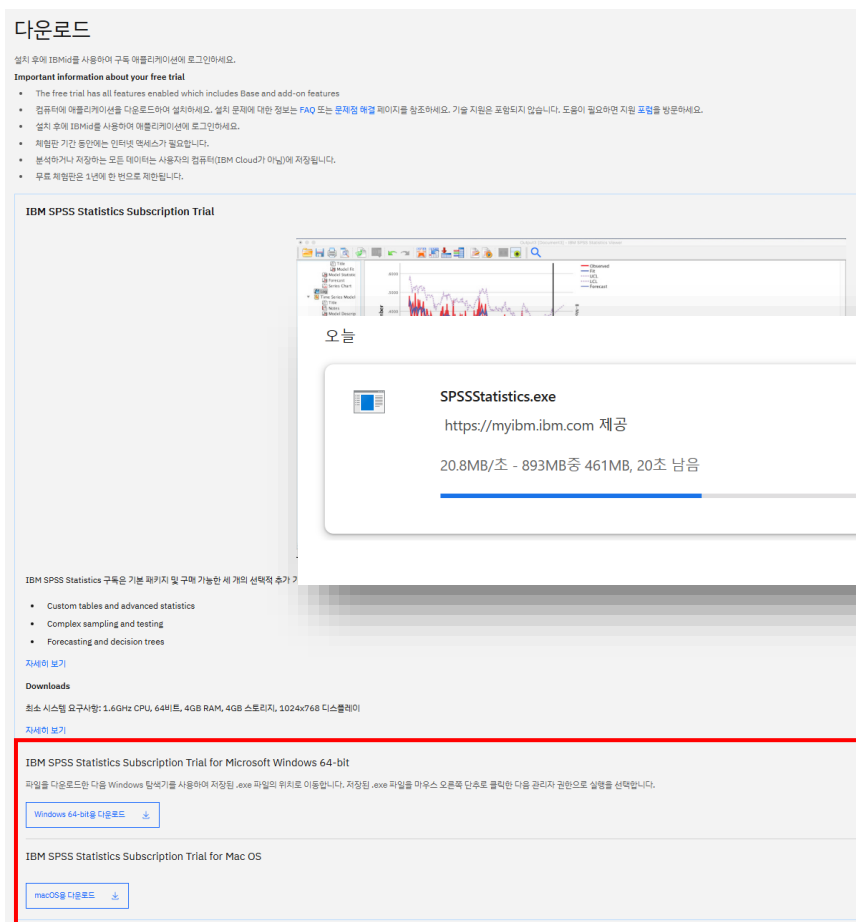 다운로드
설치 후에 IBMid를 사용하여 구독 애플리케이션에 로그인하세요.
Important information about your free trial
• The free trial has all features enabled which includes Base and add-on features
• 컴퓨터에 애플리케이션을 다운로드하여 설치하세요. 설치 문제에 대한 정보는 FAQ 또는 문제점 해결 페이지를 참조하세요. 기술 지원은 포함되지 않습니다. 도움이 필요하면 지원 포럼을 방문하세요.
• 설치 후에 IBMid를 사용하여 애플리케이션에 로그인하세요.
• 체험판 기간 동안에는 인터넷 액세스가 필요합니다.
• 분석하거나 저장하는 모든 데이터는 사용자의 컴퓨터(IBM Cloud가 아님)에 저장됩니다.
• 무료 체험판은 1년에 한 번으로 제한됩니다.
IBM SPSS Statistics Subscription Trial
Title
Model Fit
Model Statistic
Forecast
Series Chart
Log
Time Series Model
Title
Notes
Model Descrip
Observed
Fit
UCL
LCL
Forecast
오늘
SPSSStatistics.exe
https://myibm.ibm.com 제공
20.8MB/초 - 893MB중 461MB, 20초 남음
IBM SPSS Statistics 구독은 기본 패키지 및 구매 가능한 세 개의 선택적 추가
• Custom tables and advanced statistics
• Complex sampling and testing
• Forecasting and decision trees
자세히 보기
Downloads
최소 시스템 요구사항: 1.6GHz CPU, 64비트, 4GB RAM, 4GB 스토리지, 1024x768 디스플레이
자세히 보기
IBM SPSS Statistics Subscription Trial for Microsoft Windows 64-bit
파일을 다운로드한 다음 Windows 탐색기를 사용하여 저장된 .exe 파일의 위치로 이동합니다. 저장된 .exe 파일을 마우스 오른쪽 단추로 클릭한 다음 관리자 권한으로 실행을 선택합니다.
Windows 64-bit용 다운로드
IBM SPSS Statistics Subscription Trial for Mac OS
macOS용 다운로드